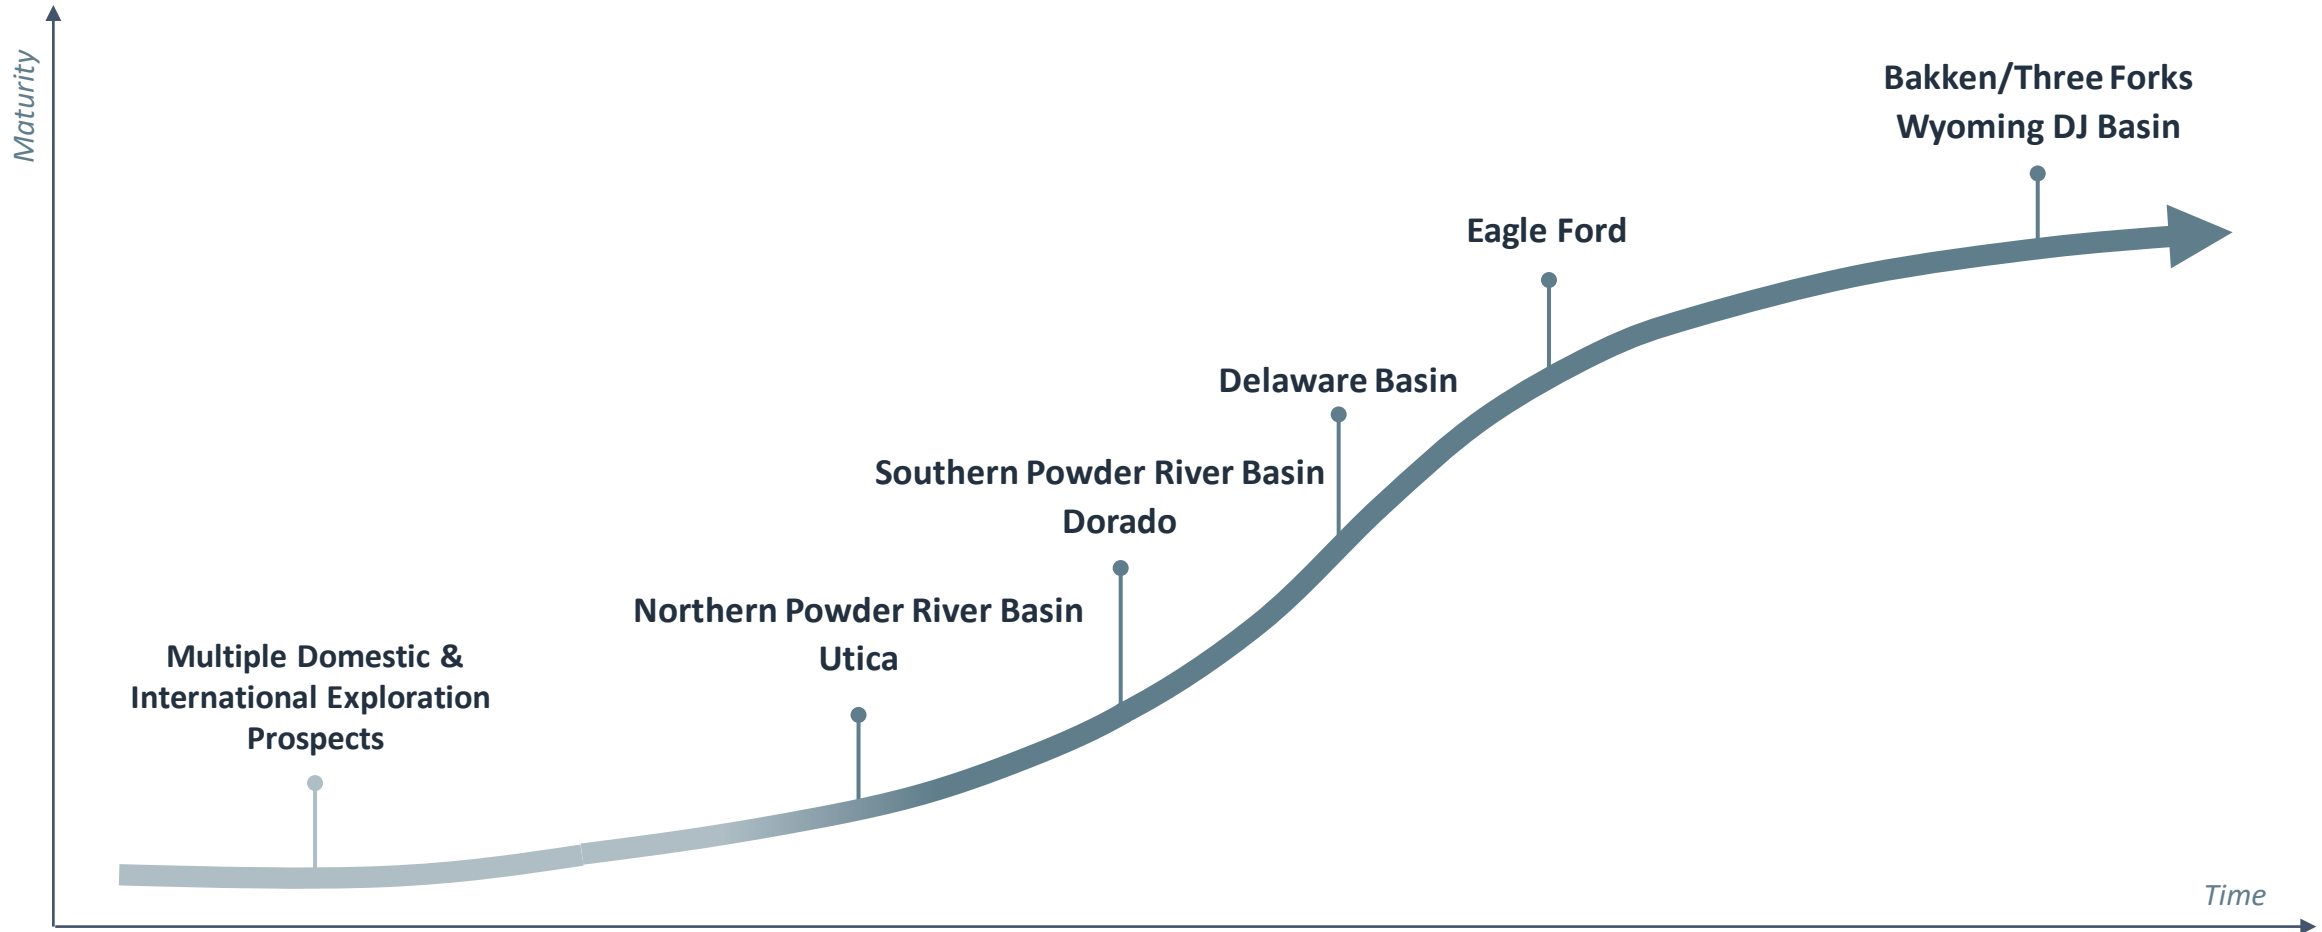 Maturity
Bakken/Three Forks
Wyoming DJ Basin
Eagle Ford
Delaware Basin
Southern Powder River Basin
Dorado
Northern Powder River Basin
Utica
Multiple Domestic &
International Exploration
Prospects
Time